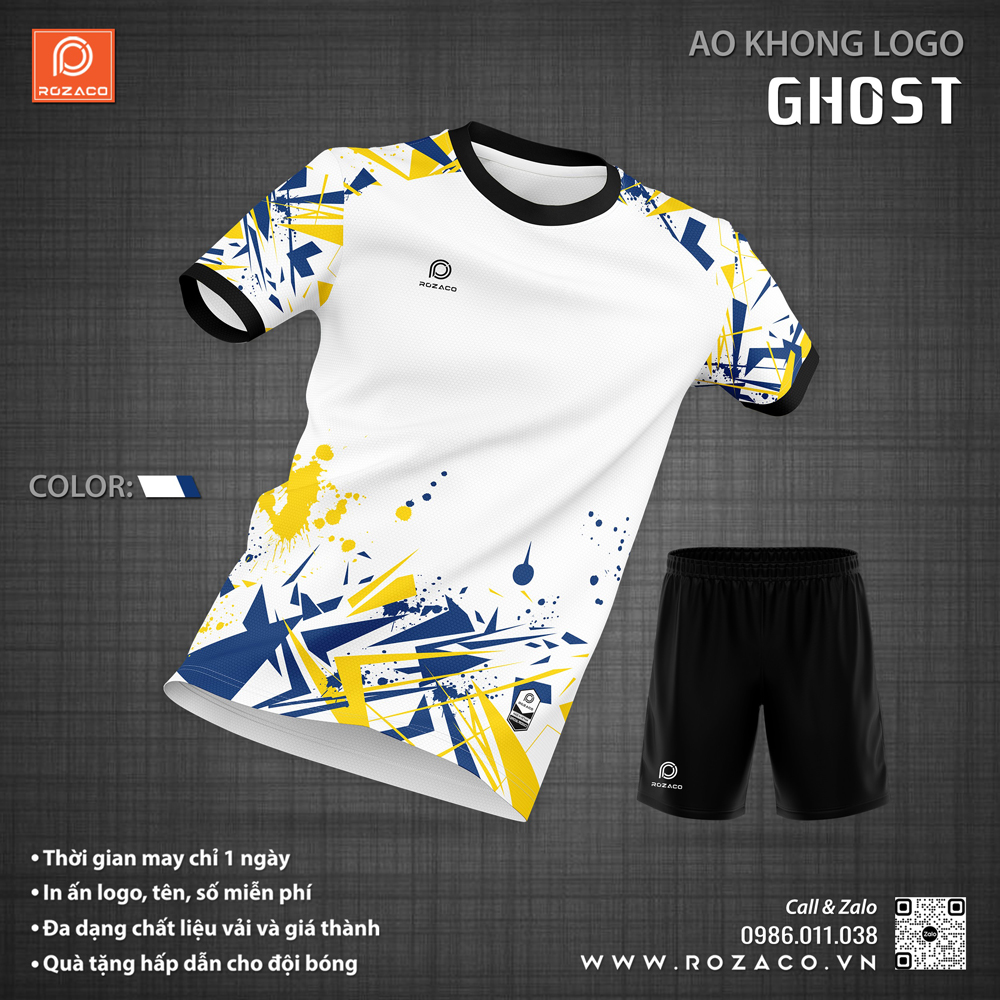 ROZACO
AO KHONG LOGO
GHOST
ROZACO
COLOR:
ROZACO
ROZACO
• Thời gian may chỉ 1 ngày
• In ấn logo, tên, số miễn phí
• Đa dạng chất liệu vải và giá thành
• Quà tặng hấp dẫn cho đội bóng
Call & Zalo
0986.011.038
WWW.ROZACO.VN
Zalo